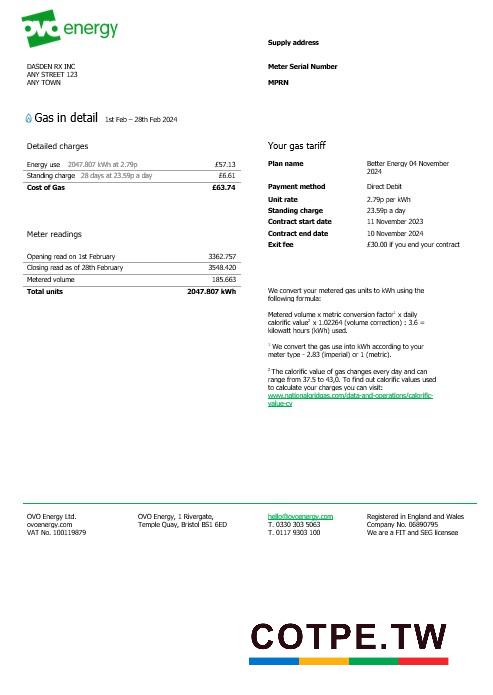 ovo energy
Supply address
DASDEN RX INC
ANY STREET 123
ANY TOWN
Meter Serial Number
MPRN
Gas in detail 1st Feb – 28th Feb 2024
Detailed charges
Energy use 2047.807 kWh at 2.79p £57.13
Standing charge 28 days at 23.59p a day £6.61
Cost of Gas £63.74
Meter readings
Opening read on 1st February 3362.757
Closing read as of 28th February 3548.420
Metered volume 185.663
Total units 2047.807 kWh
Your gas tariff
Plan name Better Energy 04 November
2024
Payment method Direct Debit
Unit rate 2.79p per kWh
Standing charge 23.59p a day
Contract start date 11 November 2023
Contract end date 10 November 2024
Exit fee £30.00 if you end your contract
We convert your metered gas units to kWh using the
following formula:
Metered volume x metric conversion factor¹ x daily
calorific value² x 1.02264 (volume correction) ; 3.6 =
kilowatt hours (kWh) used.
¹ We convert the gas use into kWh according to your
meter type - 2.83 (imperial) or 1 (metric).
² The calorific value of gas changes every day and can
range from 37.5 to 43,0. To find out calorific values used
to calculate your charges you can visit:
www.nationalgridgas.com/data-and-operations/calorific-
value-cv
OVO Energy Ltd.
ovoenergy.com
VAT No. 100119879
OVO Energy, 1 Rivergate,
Temple Quay, Bristol BS1 6ED
hello@ovoenergy.com
T. 0330 303 5063
T. 0117 9303 100
Registered in England and Wales
Company No. 06890795
We are a FIT and SEG licensee
COTPE.TW